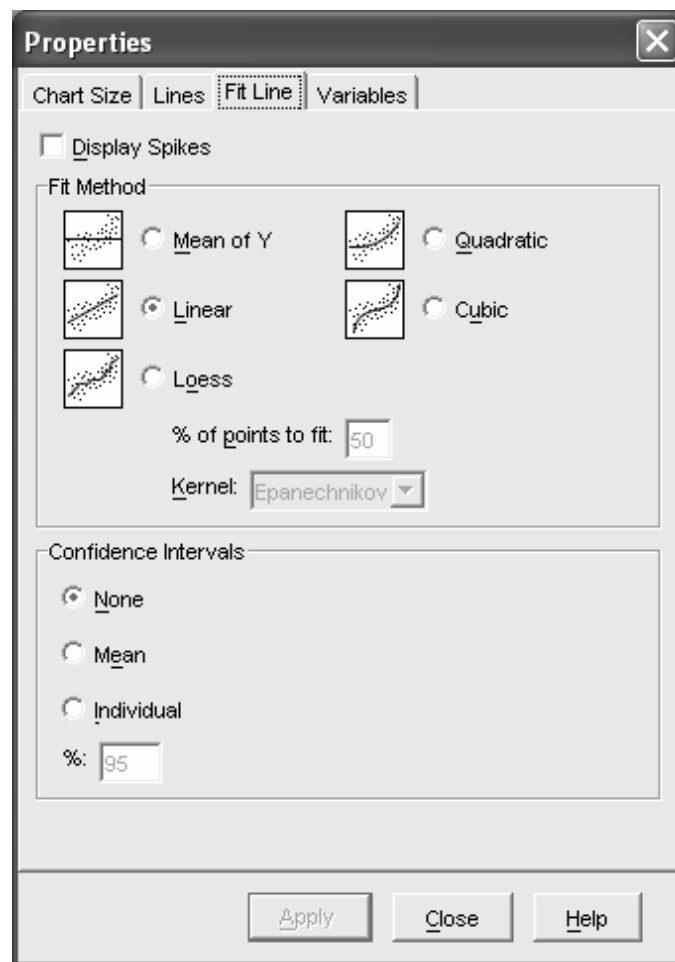 Properties
Chart Size Lines Fit Line Variables
Display Spikes
Fit Method
Mean of Y Quadratic
Linear Cubic
Loess
% of points to fit: 50
Kernel: Epanechnikov
Confidence Intervals
None
Mean
Individual
%: 95
Apply Close Help